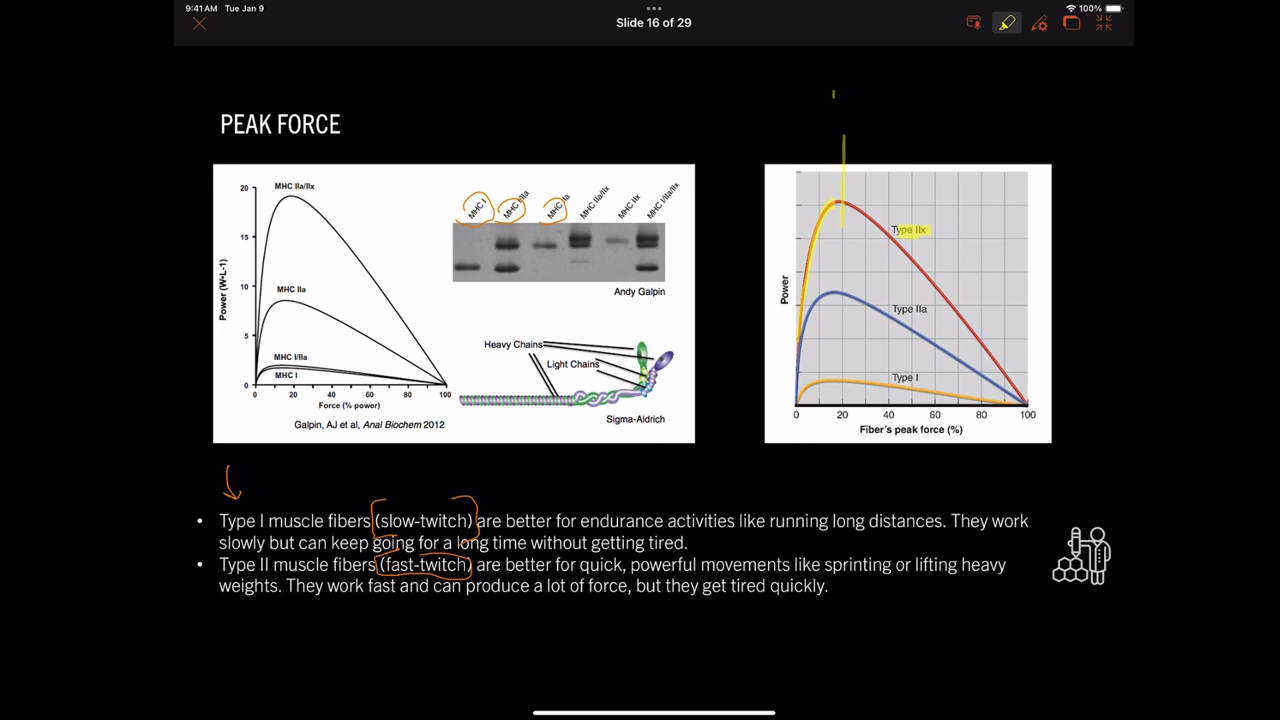 9:41 AM Tue Jan 9
100%
Slide 16 of 29
PEAK FORCE
MHC IIa/IIx
20
15
10
5
0
Power (W•L-1)
MHC IIa
MHC I/IIa
MHC I
0 20 40 60 80 100
Force (% power)
Galpin, AJ et al, Anal Biochem 2012
MHC I
MHC I/IIa
MHC IIa
MHC IIa/IIx
MHC IIx
MHC I/IIa/IIx
Andy Galpin
Heavy Chains
Light Chains
Sigma-Aldrich
Power
Type IIx
Type IIa
Type I
0 20 40 60 80 100
Fiber's peak force (%)
• Type I muscle fibers (slow-twitch) are better for endurance activities like running long distances. They work
slowly but can keep going for a long time without getting tired.
• Type II muscle fibers (fast-twitch) are better for quick, powerful movements like sprinting or lifting heavy
weights. They work fast and can produce a lot of force, but they get tired quickly.